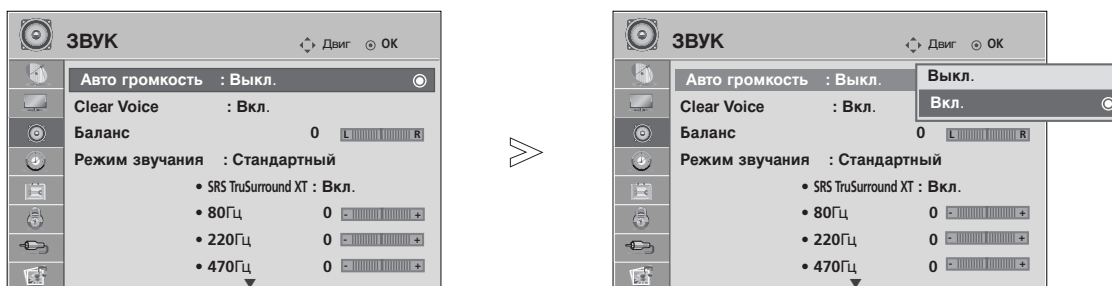 ЗВУК
Двиг ОК
Авто громкость : Выкл.
Clear Voice : Вкл.
Баланс 0 L R
Режим звучания : Стандартный
• SRS TruSurround XT : Вкл.
• 80Гц 0 - +
• 220Гц 0 - +
• 470Гц 0 - +
ЗВУК
Двиг ОК
Авто громкость : Выкл.
Выкл.
Вкл.
Clear Voice : Вкл.
Баланс 0 L R
Режим звучания : Стандартный
• SRS TruSurround XT : Вкл.
• 80Гц 0 - +
• 220Гц 0 - +
• 470Гц 0 - +